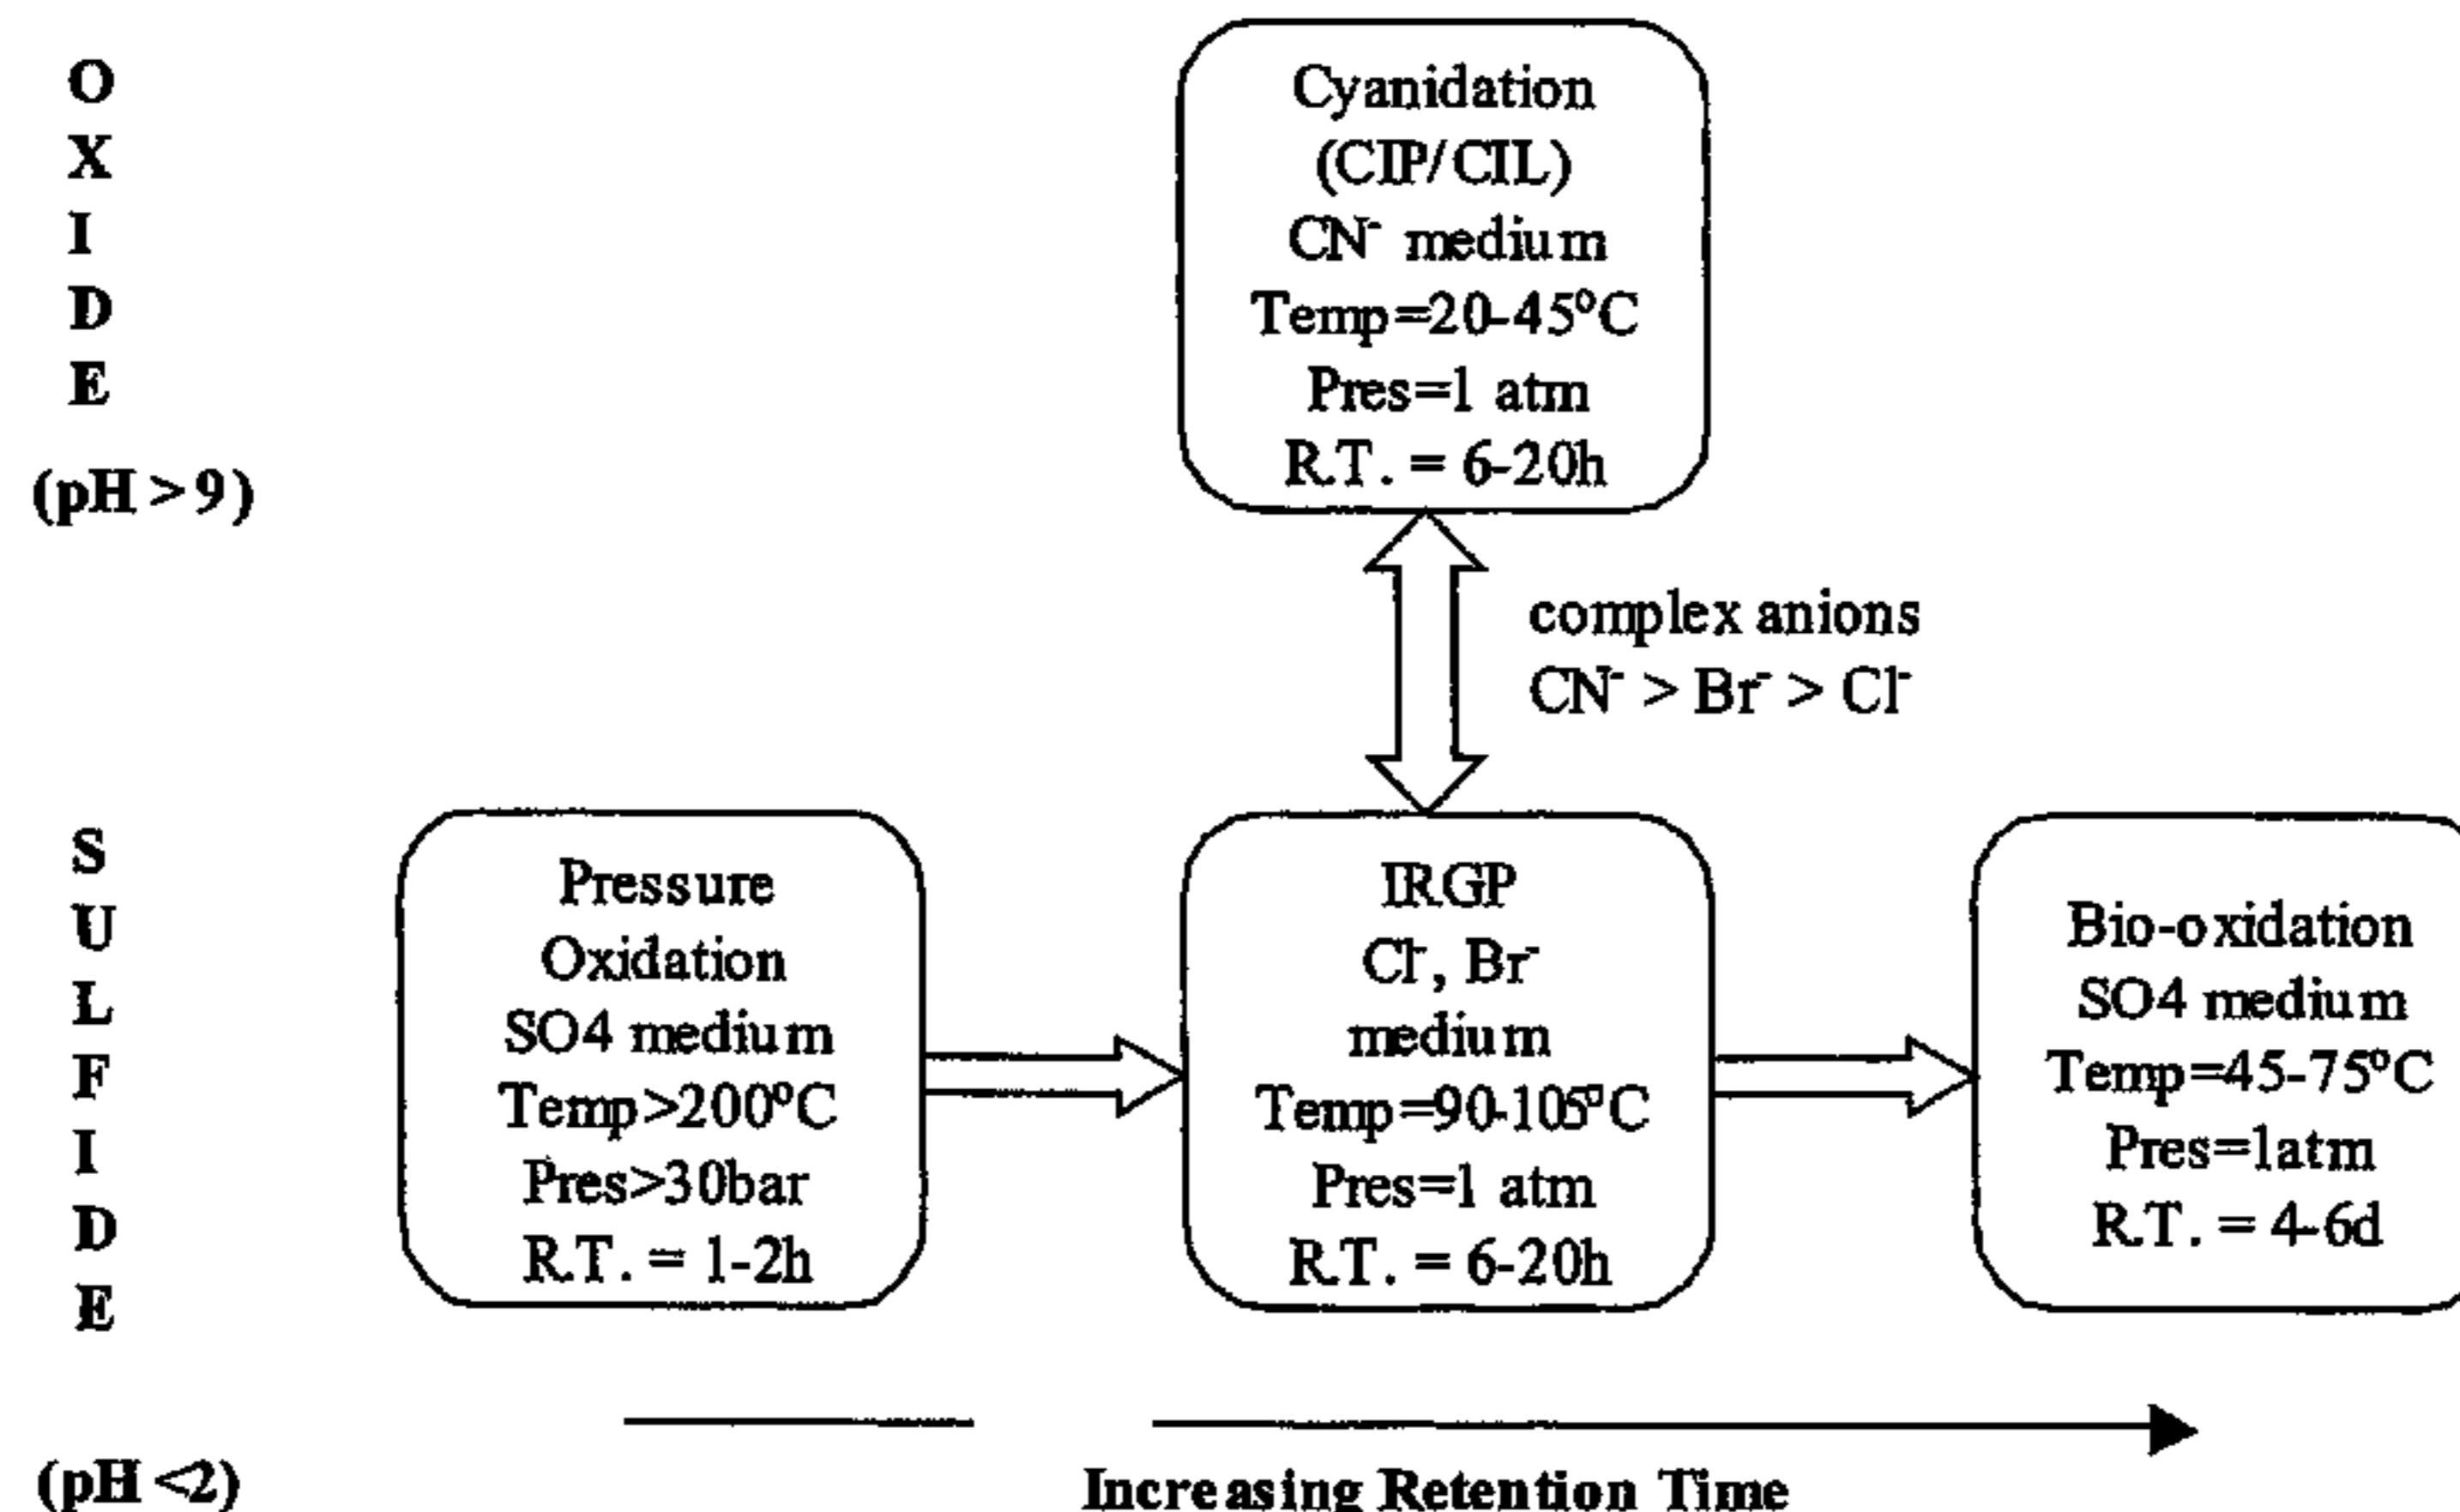 OXIDE
(pH > 9)
Cyanidation
(CIP/CIL)
CN⁻ medium
Temp=20-45°C
Pres=1 atm
R.T. = 6-20h
complex anions
CN⁻ > Br⁻ > Cl⁻
SULFIDE
(pH <2)
Pressure
Oxidation
SO4 medium
Temp>200°C
Pres>30bar
R.T. = 1-2h
IRGP
Cl⁻, Br⁻
medium
Temp=90-105°C
Pres=1 atm
R.T. = 6-20h
Bio-oxidation
SO4 medium
Temp=45-75°C
Pres=1atm
R.T. = 4-6d
Increasing Retention Time